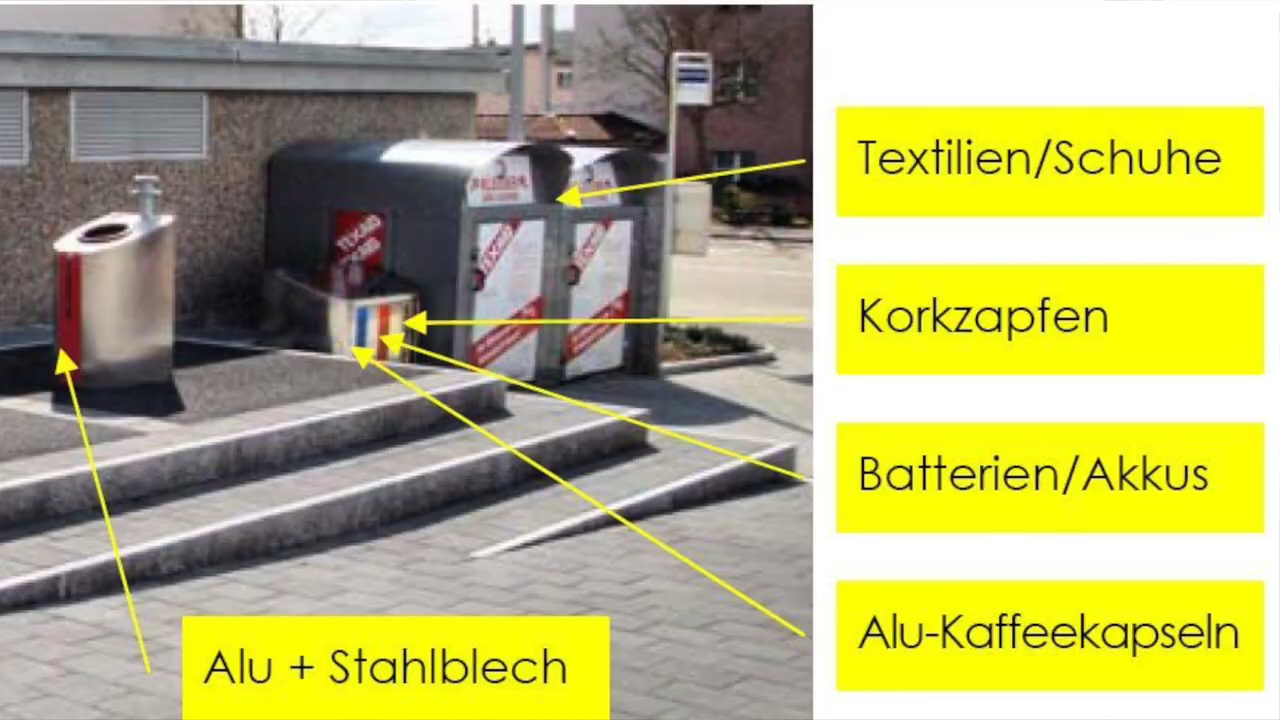 Textilien/Schuhe
Korkzapfen
Batterien/Akkus
Alu-Kaffeekapseln
Alu + Stahlblech